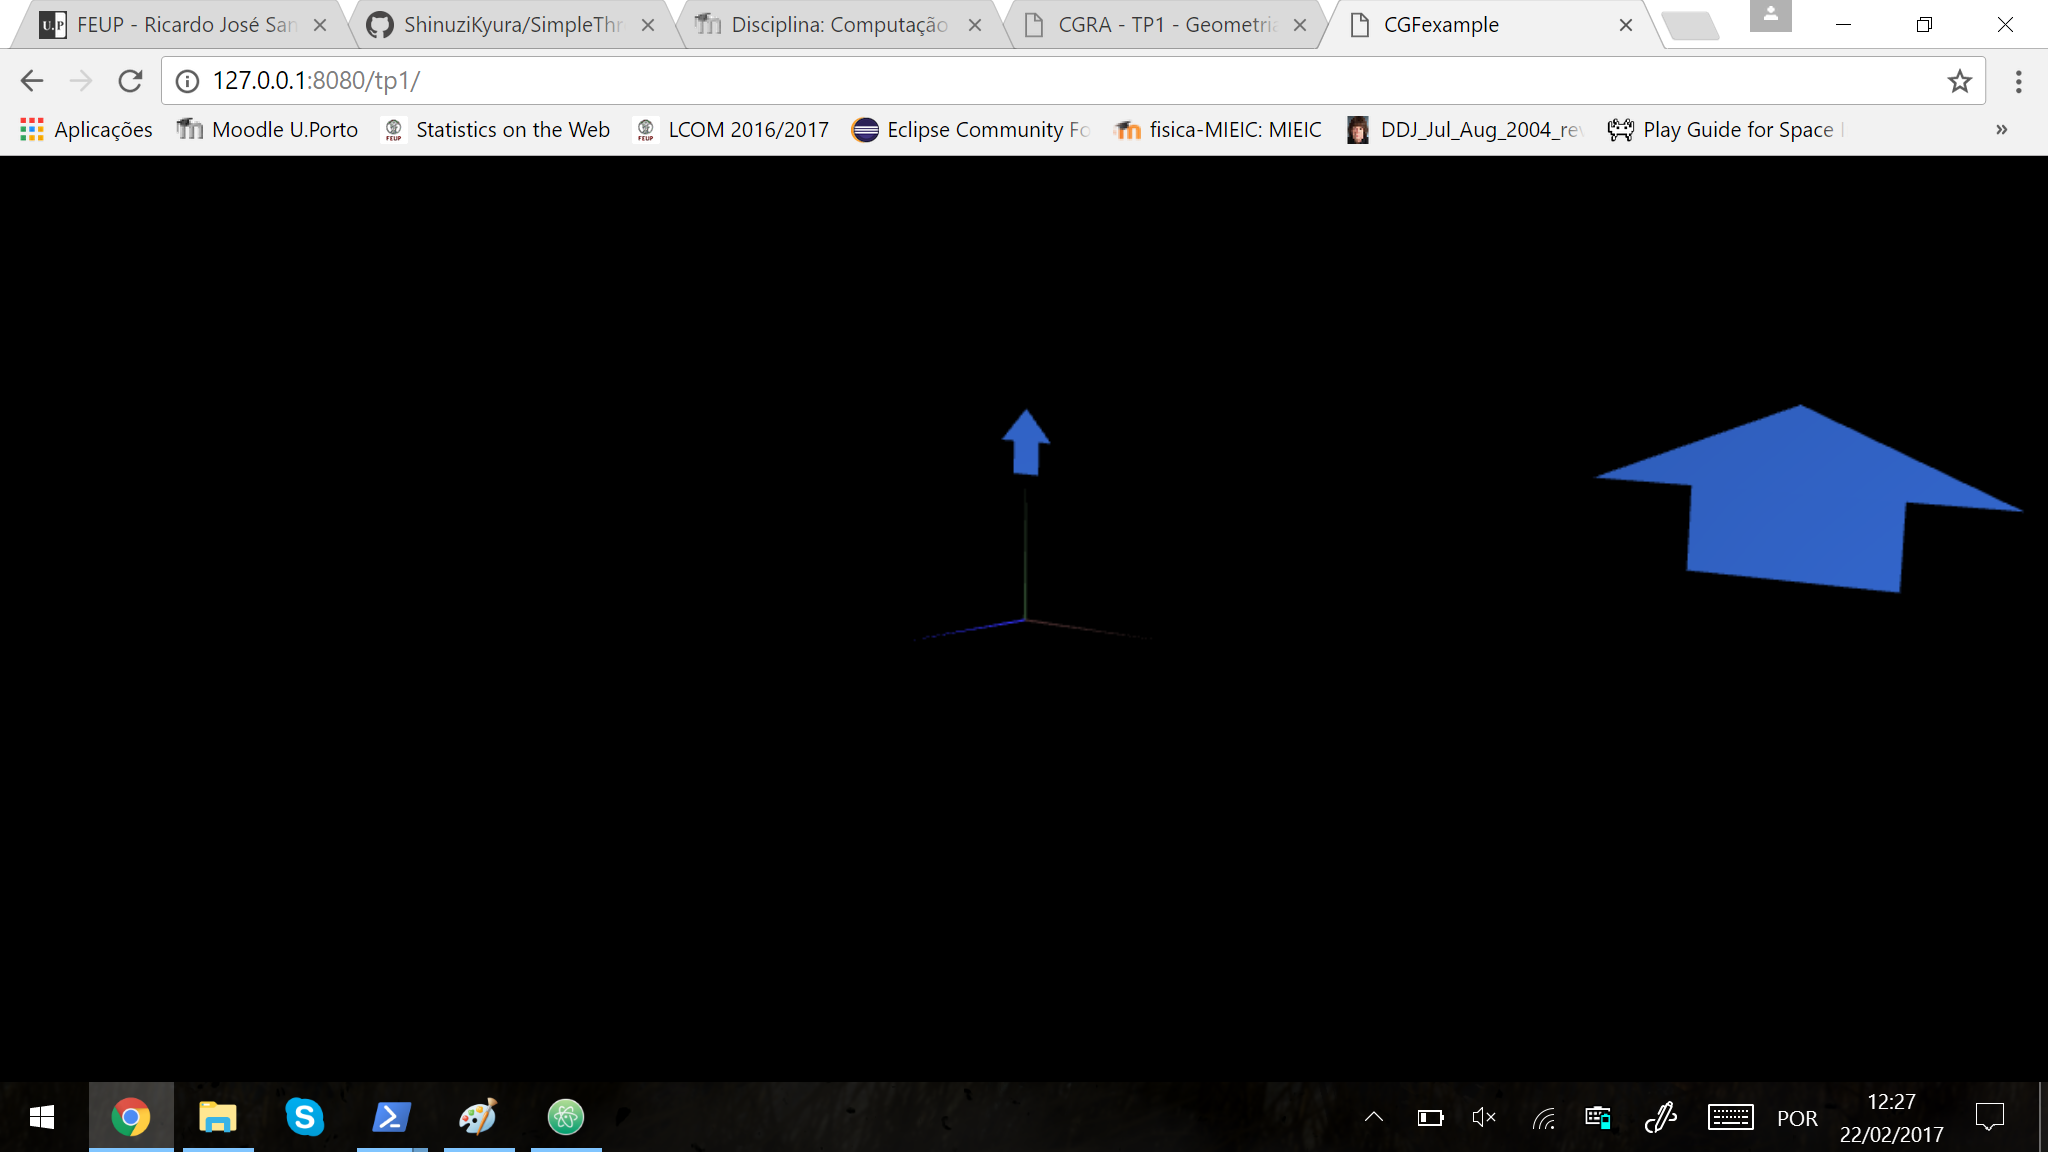 FEUP - Ricardo José San
ShinuziKyura/SimpleThr
Disciplina: Computação
CGRA - TP1 - Geometria
CGFexample
127.0.0.1:8080/tp1/
Aplicações
Moodle U.Porto
Statistics on the Web
LCOM 2016/2017
Eclipse Community Fo
fisica-MIEIC: MIEIC
DDJ_Jul_Aug_2004_rev
Play Guide for Space
»
POR
12:27
22/02/2017